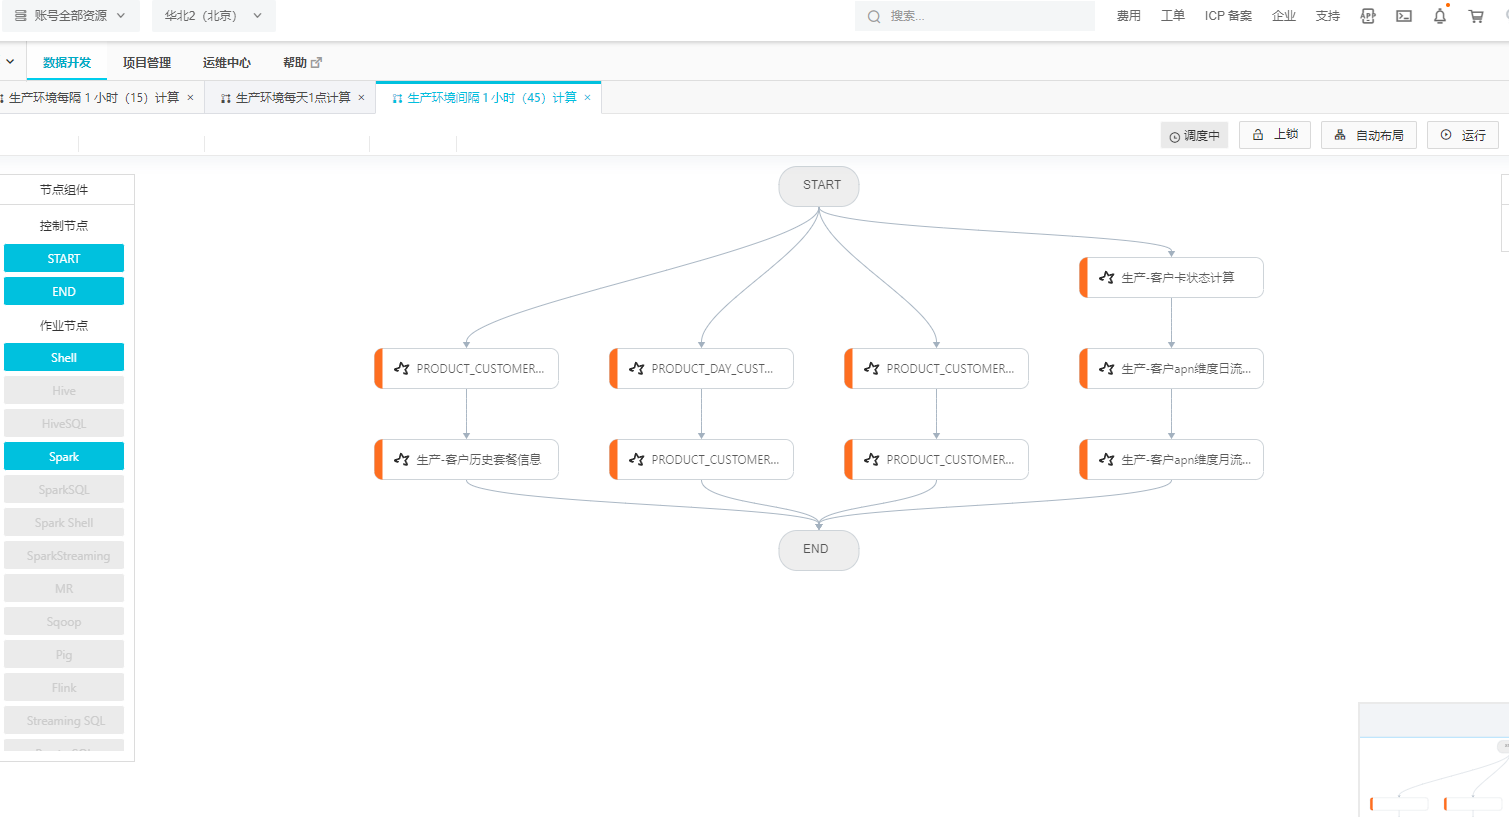 账号全部资源
华北2（北京）
搜索...
费用
工单
ICP 备案
企业
支持
数据开发
项目管理
运维中心
帮助
生产环境每隔 1 小时（15）计算 ×
生产环境每天1点计算 ×
生产环境间隔 1 小时（45）计算 ×
调度中
上锁
自动布局
运行
节点组件
控制节点
START
END
作业节点
Shell
Hive
HiveSQL
Spark
SparkSQL
Spark Shell
SparkStreaming
MR
Sqoop
Pig
Flink
Streaming SQL
START
生产-客户卡状态计算
PRODUCT_CUSTOMER...
PRODUCT_DAY_CUST...
PRODUCT_CUSTOMER...
生产-客户apn维度日流...
生产-客户历史套餐信息
PRODUCT_CUSTOMER...
PRODUCT_CUSTOMER...
生产-客户apn维度月流...
END